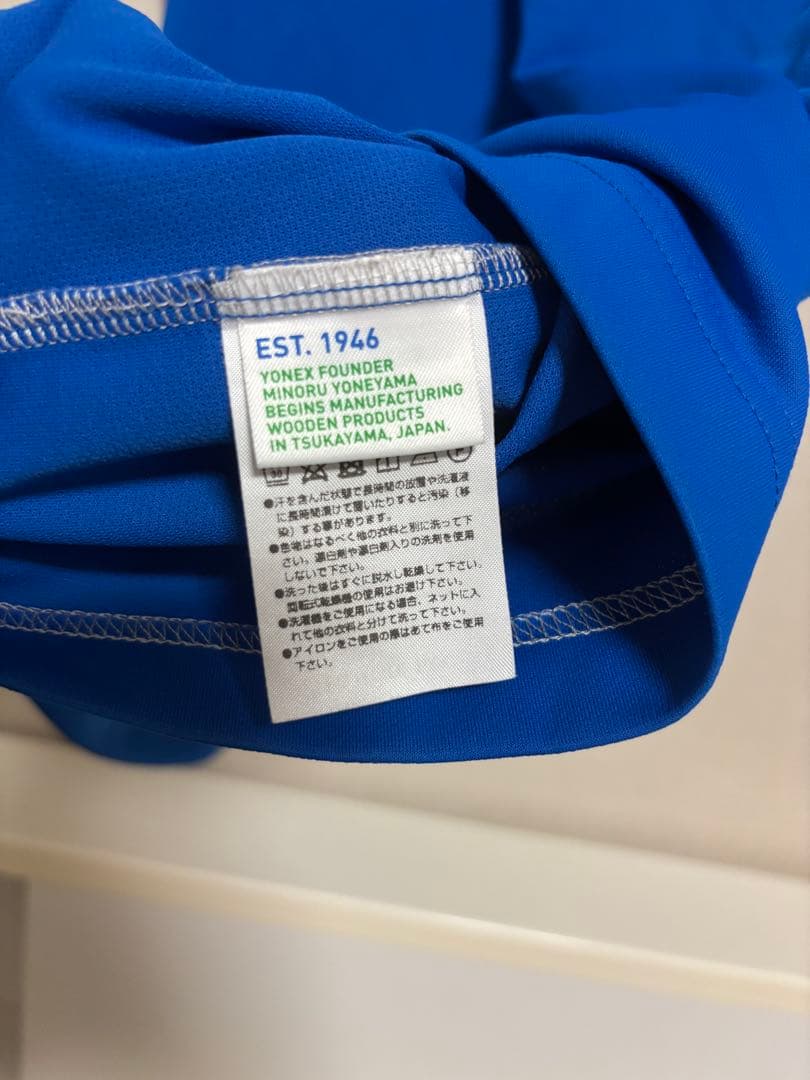 EST. 1946
YONEX FOUNDER
MINORU YONEYAMA
BEGINS MANUFACTURING
WOODEN PRODUCTS
IN TSUKAYAMA, JAPAN.
●汗を含んだ状態で長時間の放置や洗濯液
に長時間漬けて置いたりすると汚染(移
染)する事があります。
●色物はなるべく他の衣料と別に洗って下
さい。漂白剤や漂白剤入りの洗剤を使用
しないで下さい。
●洗った後はすぐに脱水し乾燥して下さい。
回転式乾燥機の使用はお避け下さい。
●洗濯機をご使用になる場合、ネットに入
れて他の衣料と分けて洗って下さい。
●アイロンをご使用の際はあて布をご使用
下さい。